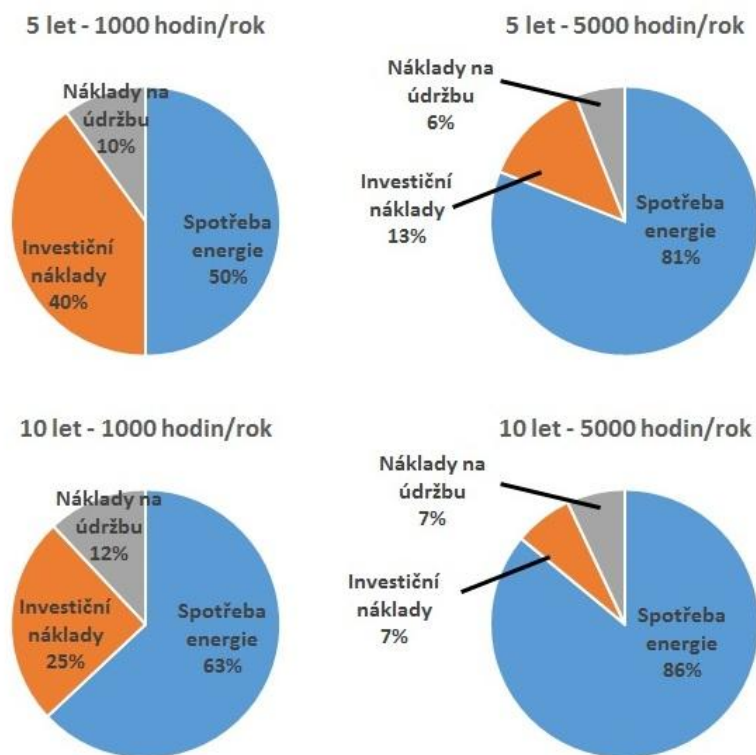 5 let - 1000 hodin/rok
Náklady na
údržbu
10%
Investiční
náklady
40%
Spotřeba
energie
50%
5 let - 5000 hodin/rok
Náklady na
údržbu
6%
Investiční
náklady
13%
Spotřeba
energie
81%
10 let - 1000 hodin/rok
Náklady na
údržbu
12%
Investiční
náklady
25%
Spotřeba
energie
63%
10 let - 5000 hodin/rok
Náklady na
údržbu
7%
Investiční
náklady
7%
Spotřeba
energie
86%